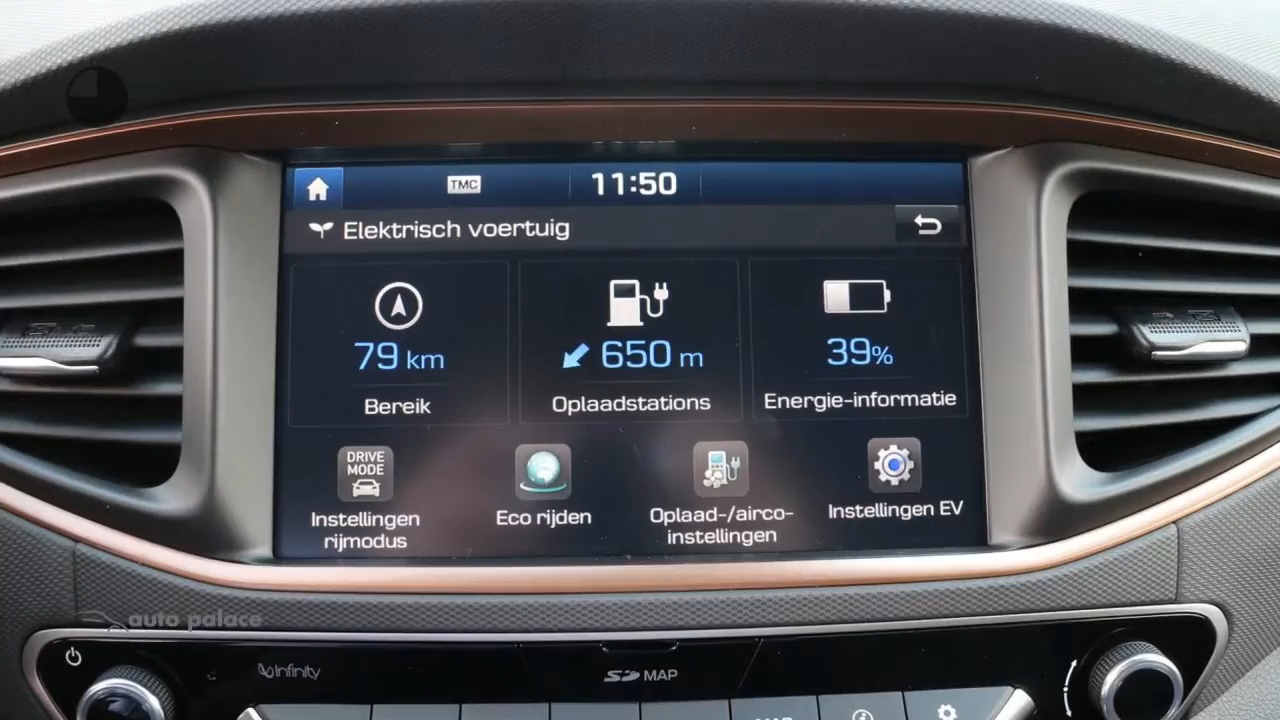 TMC
11:50
Elektrisch voertuig
79 km
650 m
39%
Bereik
Oplaadstations
Energie-informatie
DRIVE
MODE
Instellingen
rijmodus
Eco rijden
Oplaad-/airco-
instellingen
Instellingen EV
auto palace
Infinity
SD MAP
MAP